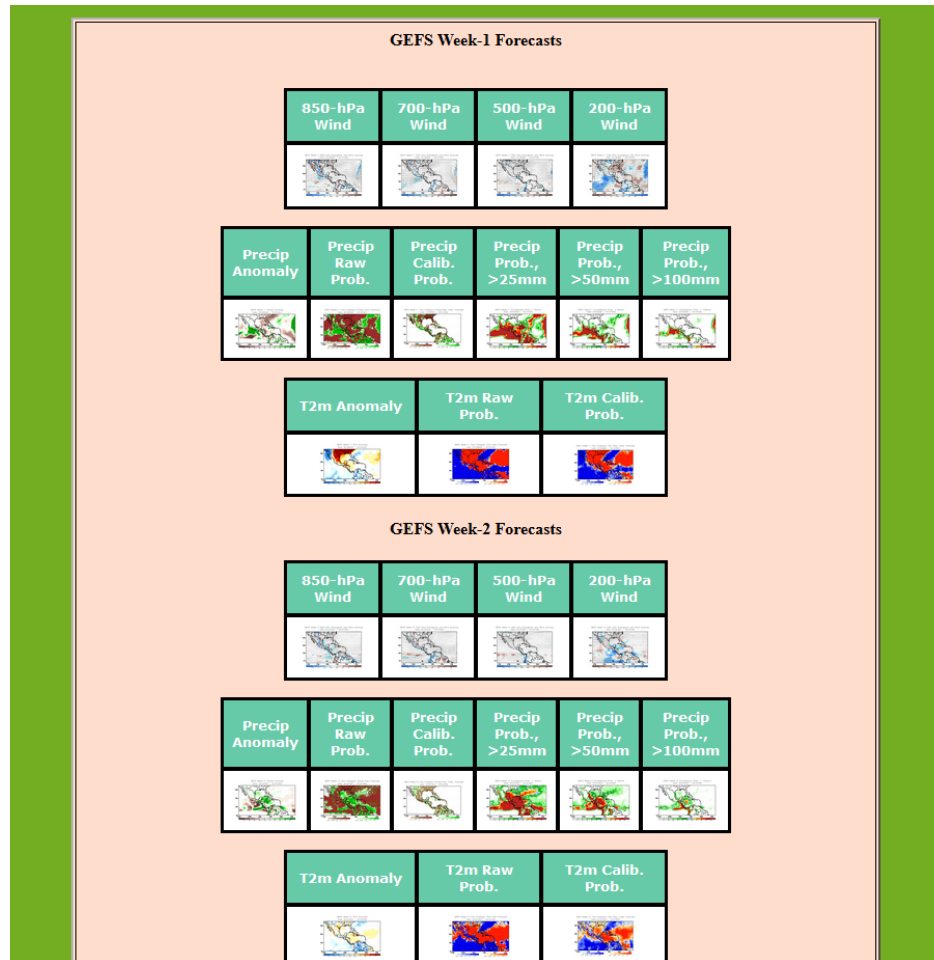 GEFS Week-1 Forecasts
850-hPa 700-hPa 500-hPa 200-hPa
Wind Wind Wind Wind
Precip Anomaly
Precip Raw Prob.
Precip Calib. Prob.
Precip Prob., >25mm
Precip Prob., >50mm
Precip Prob., >100mm
T2m Anomaly
T2m Raw Prob.
T2m Calib. Prob.
GEFS Week-2 Forecasts
850-hPa 700-hPa 500-hPa 200-hPa
Wind Wind Wind Wind
Precip Anomaly
Precip Raw Prob.
Precip Calib. Prob.
Precip Prob., >25mm
Precip Prob., >50mm
Precip Prob., >100mm
T2m Anomaly
T2m Raw Prob.
T2m Calib. Prob.